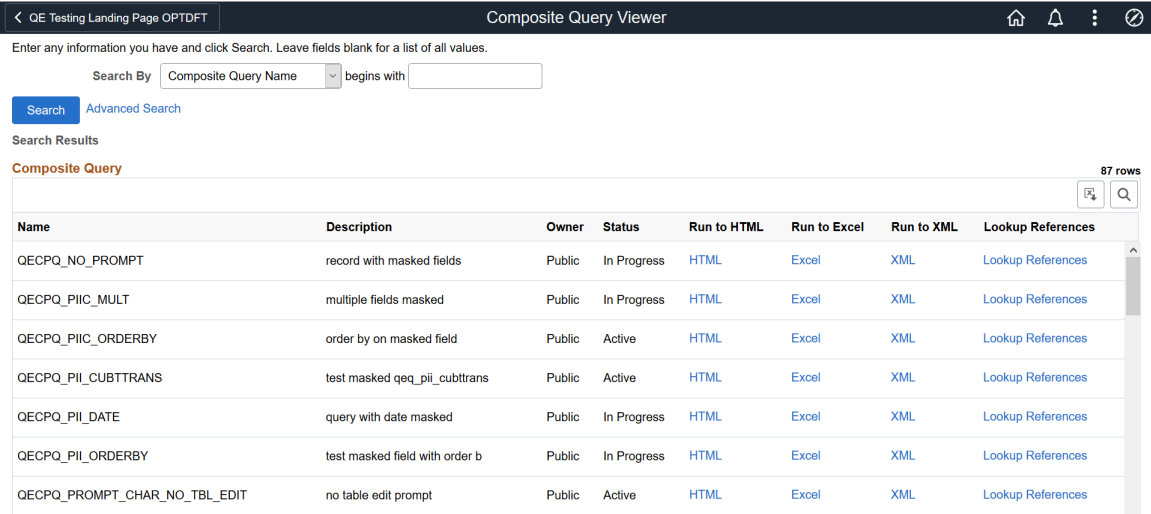 QE Testing Landing Page OPTDFT Composite Query Viewer
Enter any information you have and click Search. Leave fields blank for a list of all values.
Search By Composite Query Name begins with
Search Advanced Search
Search Results
Composite Query 87 rows
Name Description Owner Status Run to HTML Run to Excel Run to XML Lookup References
QECPQ_NO_PROMPT record with masked fields Public In Progress HTML Excel XML Lookup References
QECPQ_PIIC_MULT multiple fields masked Public In Progress HTML Excel XML Lookup References
QECPQ_PIIC_ORDERBY order by on masked field Public Active HTML Excel XML Lookup References
QECPQ_PII_CUBTTRANS test masked qeq_pii_cubttrans Public Active HTML Excel XML Lookup References
QECPQ_PII_DATE query with date masked Public In Progress HTML Excel XML Lookup References
QECPQ_PII_ORDERBY test masked field with order b Public In Progress HTML Excel XML Lookup References
QECPQ_PROMPT_CHAR_NO_TBL_EDIT no table edit prompt Public Active HTML Excel XML Lookup References